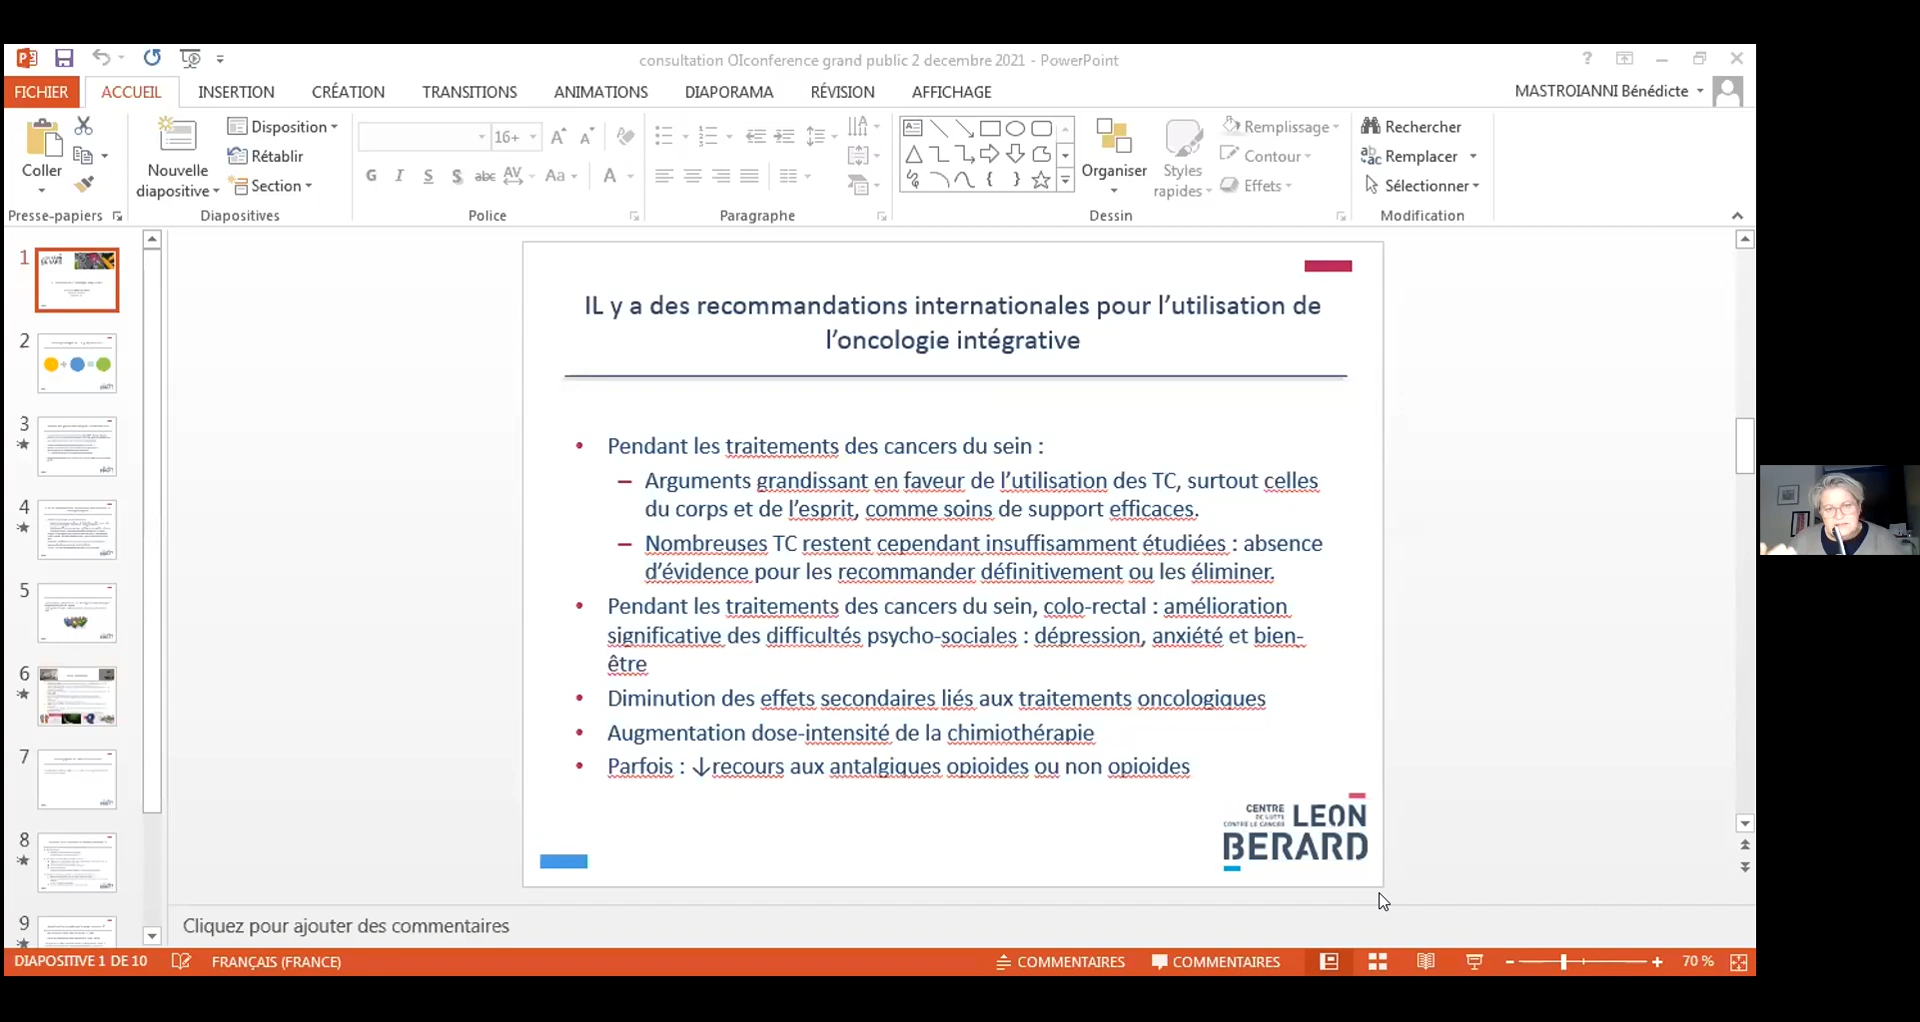 consultation OIconference grand public 2 decembre 2021 - PowerPoint
?
FICHIER
ACCUEIL
INSERTION
CRÉATION
TRANSITIONS
ANIMATIONS
DIAPORAMA
RÉVISION
AFFICHAGE
MASTROIANNI Bénédicte
Coller
Nouvelle
diapositive
Disposition
Rétablir
Section
16+
G I S S abc AV Aa A
Remplissage
Contour
Effets
Organiser
Styles
rapides
Rechercher
Remplacer
Sélectionner
Presse-papiers
Diapositives
Police
Paragraphe
Dessin
Modification
1
2
3
4
5
6
7
8
9
IL y a des recommandations internationales pour l’utilisation de
l’oncologie intégrative
• Pendant les traitements des cancers du sein :
– Arguments grandissant en faveur de l’utilisation des TC, surtout celles
du corps et de l’esprit, comme soins de support efficaces.
– Nombreuses TC restent cependant insuffisamment étudiées : absence
d’évidence pour les recommander définitivement ou les éliminer.
• Pendant les traitements des cancers du sein, colo-rectal : amélioration
significative des difficultés psycho-sociales : dépression, anxiété et bien-
être
• Diminution des effets secondaires liés aux traitements oncologiques
• Augmentation dose-intensité de la chimiothérapie
• Parfois : ↓recours aux antalgiques opioides ou non opioides
CENTRE
DE LUTTE
CONTRE LE CANCER
LEON
BERARD
Cliquez pour ajouter des commentaires
DIAPOSITIVE 1 DE 10
FRANÇAIS (FRANCE)
COMMENTAIRES
COMMENTAIRES
70 %